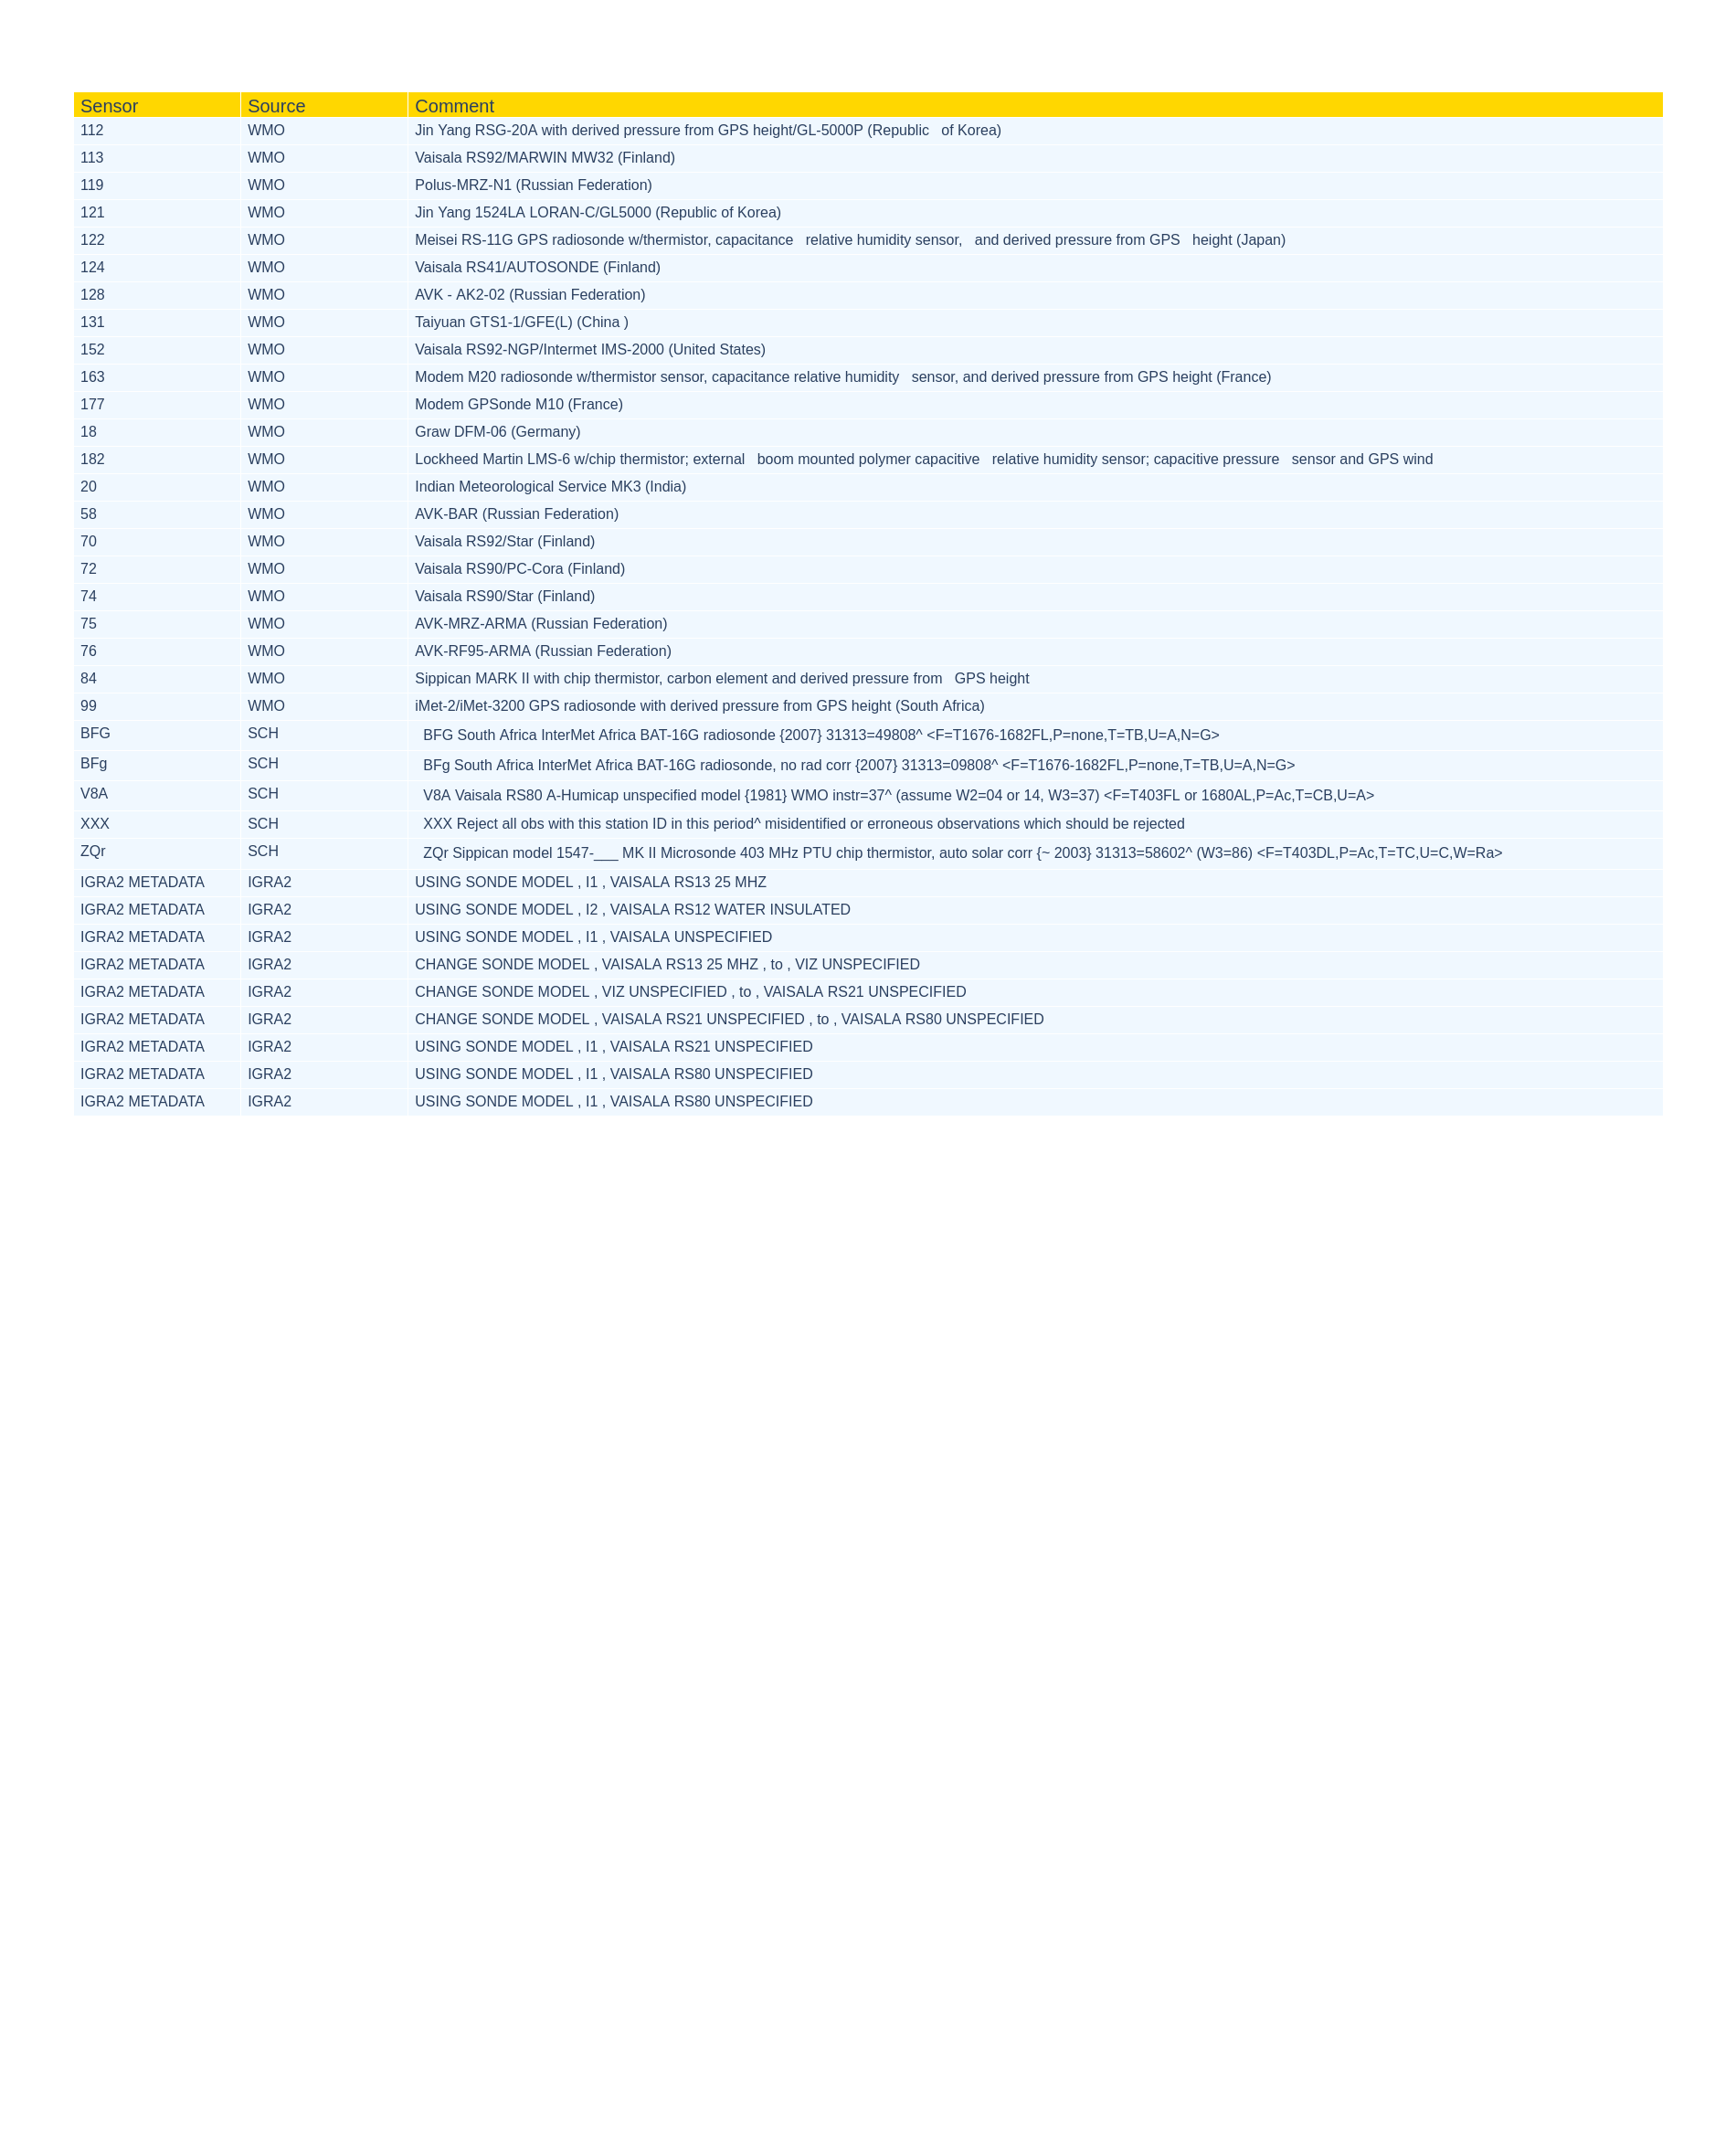 Sensor Source Comment
112 WMO Jin Yang RSG-20A with derived pressure from GPS height/GL-5000P (Republic   of Korea)
113 WMO Vaisala RS92/MARWIN MW32 (Finland)
119 WMO Polus-MRZ-N1 (Russian Federation)
121 WMO Jin Yang 1524LA LORAN-C/GL5000 (Republic of Korea)
122 WMO Meisei RS-11G GPS radiosonde w/thermistor, capacitance   relative humidity sensor,   and derived pressure from GPS   height (Japan)
124 WMO Vaisala RS41/AUTOSONDE (Finland)
128 WMO AVK - AK2-02 (Russian Federation)
131 WMO Taiyuan GTS1-1/GFE(L) (China )
152 WMO Vaisala RS92-NGP/Intermet IMS-2000 (United States)
163 WMO Modem M20 radiosonde w/thermistor sensor, capacitance relative humidity   sensor, and derived pressure from GPS height (France)
177 WMO Modem GPSonde M10 (France)
18 WMO Graw DFM-06 (Germany)
182 WMO Lockheed Martin LMS-6 w/chip thermistor; external   boom mounted polymer capacitive   relative humidity sensor; capacitive pressure   sensor and GPS wind
20 WMO Indian Meteorological Service MK3 (India)
58 WMO AVK-BAR (Russian Federation)
70 WMO Vaisala RS92/Star (Finland)
72 WMO Vaisala RS90/PC-Cora (Finland)
74 WMO Vaisala RS90/Star (Finland)
75 WMO AVK-MRZ-ARMA (Russian Federation)
76 WMO AVK-RF95-ARMA (Russian Federation)
84 WMO Sippican MARK II with chip thermistor, carbon element and derived pressure from   GPS height
99 WMO iMet-2/iMet-3200 GPS radiosonde with derived pressure from GPS height (South Africa)
BFG SCH BFG South Africa InterMet Africa BAT-16G radiosonde {2007} 31313=49808^ <F=T1676-1682FL,P=none,T=TB,U=A,N=G>
BFg SCH BFg South Africa InterMet Africa BAT-16G radiosonde, no rad corr {2007} 31313=09808^ <F=T1676-1682FL,P=none,T=TB,U=A,N=G>
V8A SCH V8A Vaisala RS80 A-Humicap unspecified model {1981} WMO instr=37^ (assume W2=04 or 14, W3=37) <F=T403FL or 1680AL,P=Ac,T=CB,U=A>
XXX SCH XXX Reject all obs with this station ID in this period^ misidentified or erroneous observations which should be rejected
ZQr SCH ZQr Sippican model 1547-___ MK II Microsonde 403 MHz PTU chip thermistor, auto solar corr {~ 2003} 31313=58602^ (W3=86) <F=T403DL,P=Ac,T=TC,U=C,W=Ra>
IGRA2 METADATA IGRA2 USING SONDE MODEL , I1 , VAISALA RS13 25 MHZ
IGRA2 METADATA IGRA2 USING SONDE MODEL , I2 , VAISALA RS12 WATER INSULATED
IGRA2 METADATA IGRA2 USING SONDE MODEL , I1 , VAISALA UNSPECIFIED
IGRA2 METADATA IGRA2 CHANGE SONDE MODEL , VAISALA RS13 25 MHZ , to , VIZ UNSPECIFIED
IGRA2 METADATA IGRA2 CHANGE SONDE MODEL , VIZ UNSPECIFIED , to , VAISALA RS21 UNSPECIFIED
IGRA2 METADATA IGRA2 CHANGE SONDE MODEL , VAISALA RS21 UNSPECIFIED , to , VAISALA RS80 UNSPECIFIED
IGRA2 METADATA IGRA2 USING SONDE MODEL , I1 , VAISALA RS21 UNSPECIFIED
IGRA2 METADATA IGRA2 USING SONDE MODEL , I1 , VAISALA RS80 UNSPECIFIED
IGRA2 METADATA IGRA2 USING SONDE MODEL , I1 , VAISALA RS80 UNSPECIFIED